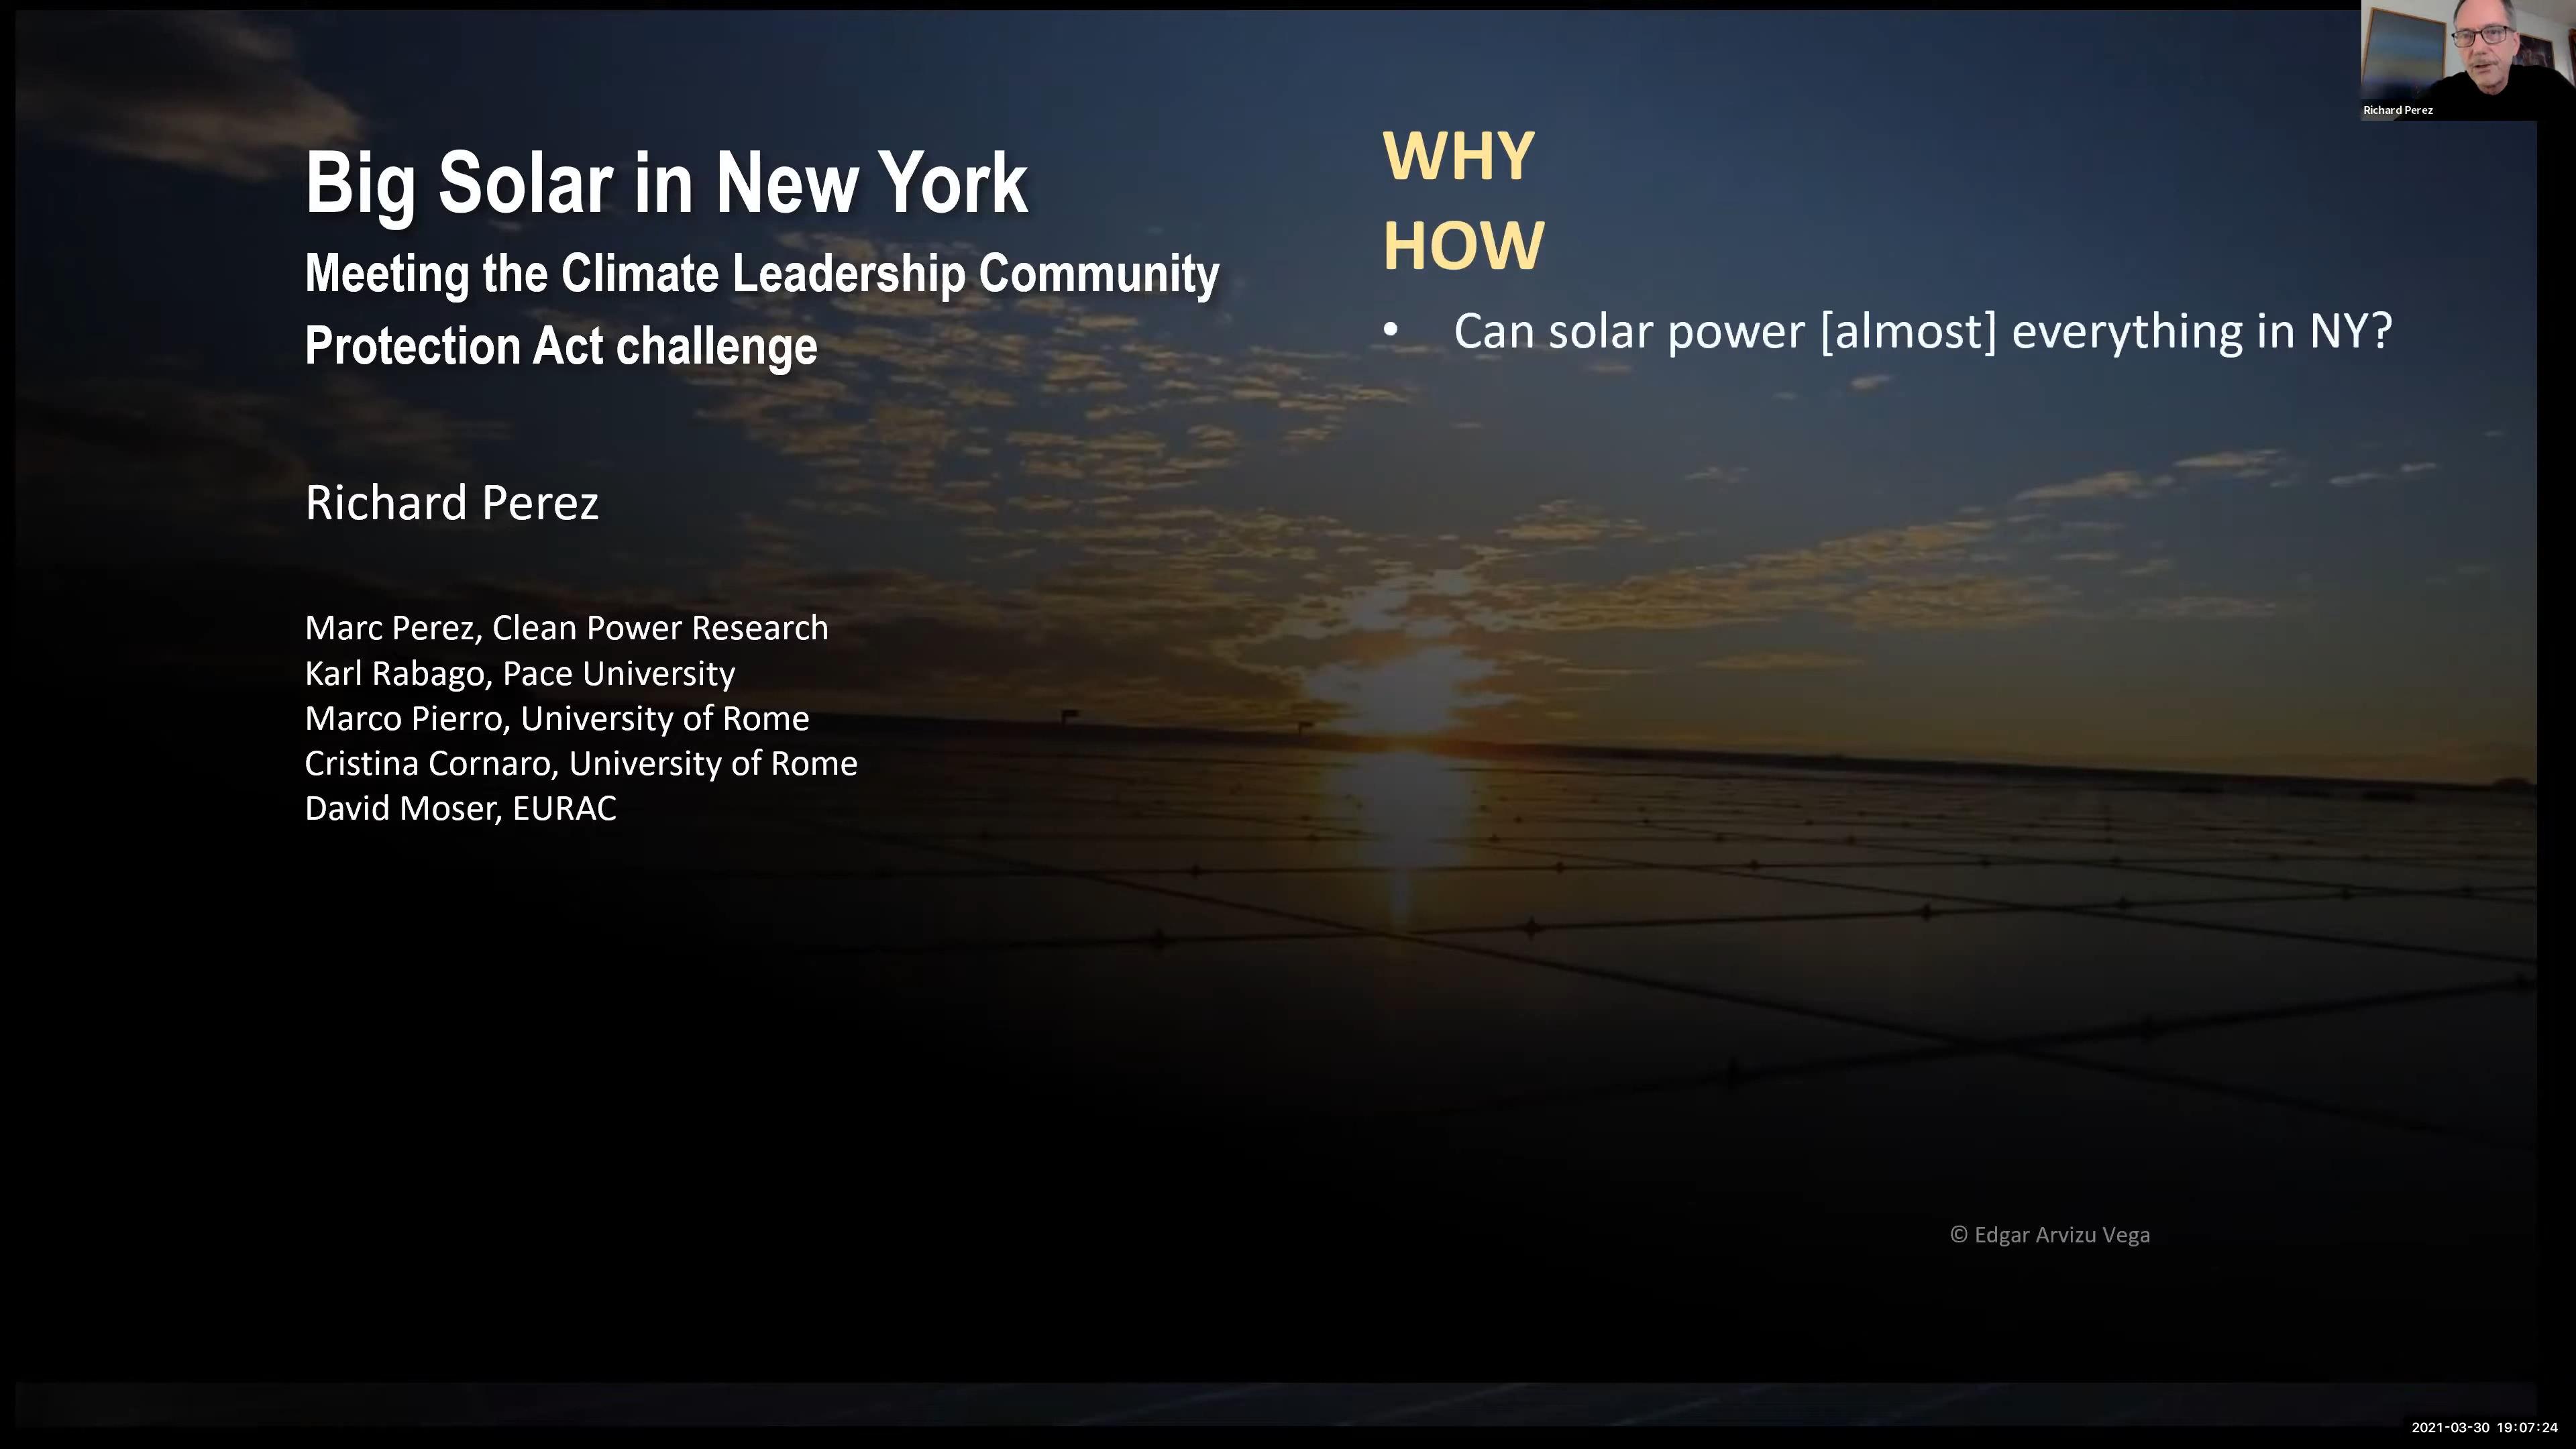 Big Solar in New York
Meeting the Climate Leadership Community
Protection Act challenge
Richard Perez
Marc Perez, Clean Power Research
Karl Rabago, Pace University
Marco Pierro, University of Rome
Cristina Cornaro, University of Rome
David Moser, EURAC
WHY
HOW
• Can solar power [almost] everything in NY?
© Edgar Arvizu Vega
Richard Perez
2021-03-30 19:07:24